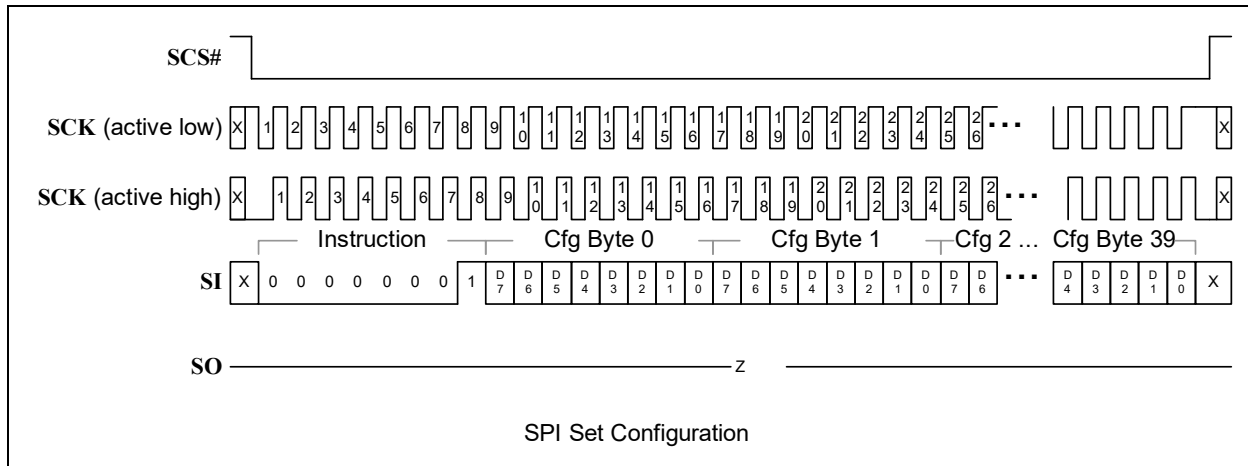 SCS#
SCK (active low) X 1 2 3 4 5 6 7 8 9 10 11 12 13 14 15 16 17 18 19 20 21 22 23 24 25 26 ... X
SCK (active high) X 1 2 3 4 5 6 7 8 9 10 11 12 13 14 15 16 17 18 19 20 21 22 23 24 25 26 ... X
Instruction Cfg Byte 0 Cfg Byte 1 Cfg 2 ... Cfg Byte 39
SI X 0 0 0 0 0 0 0 1 D7 D6 D5 D4 D3 D2 D1 D0 D7 D6 D5 D4 D3 D2 D1 D0 D7 D6 ... D4 D3 D2 D1 D0 X
SO Z
SPI Set Configuration